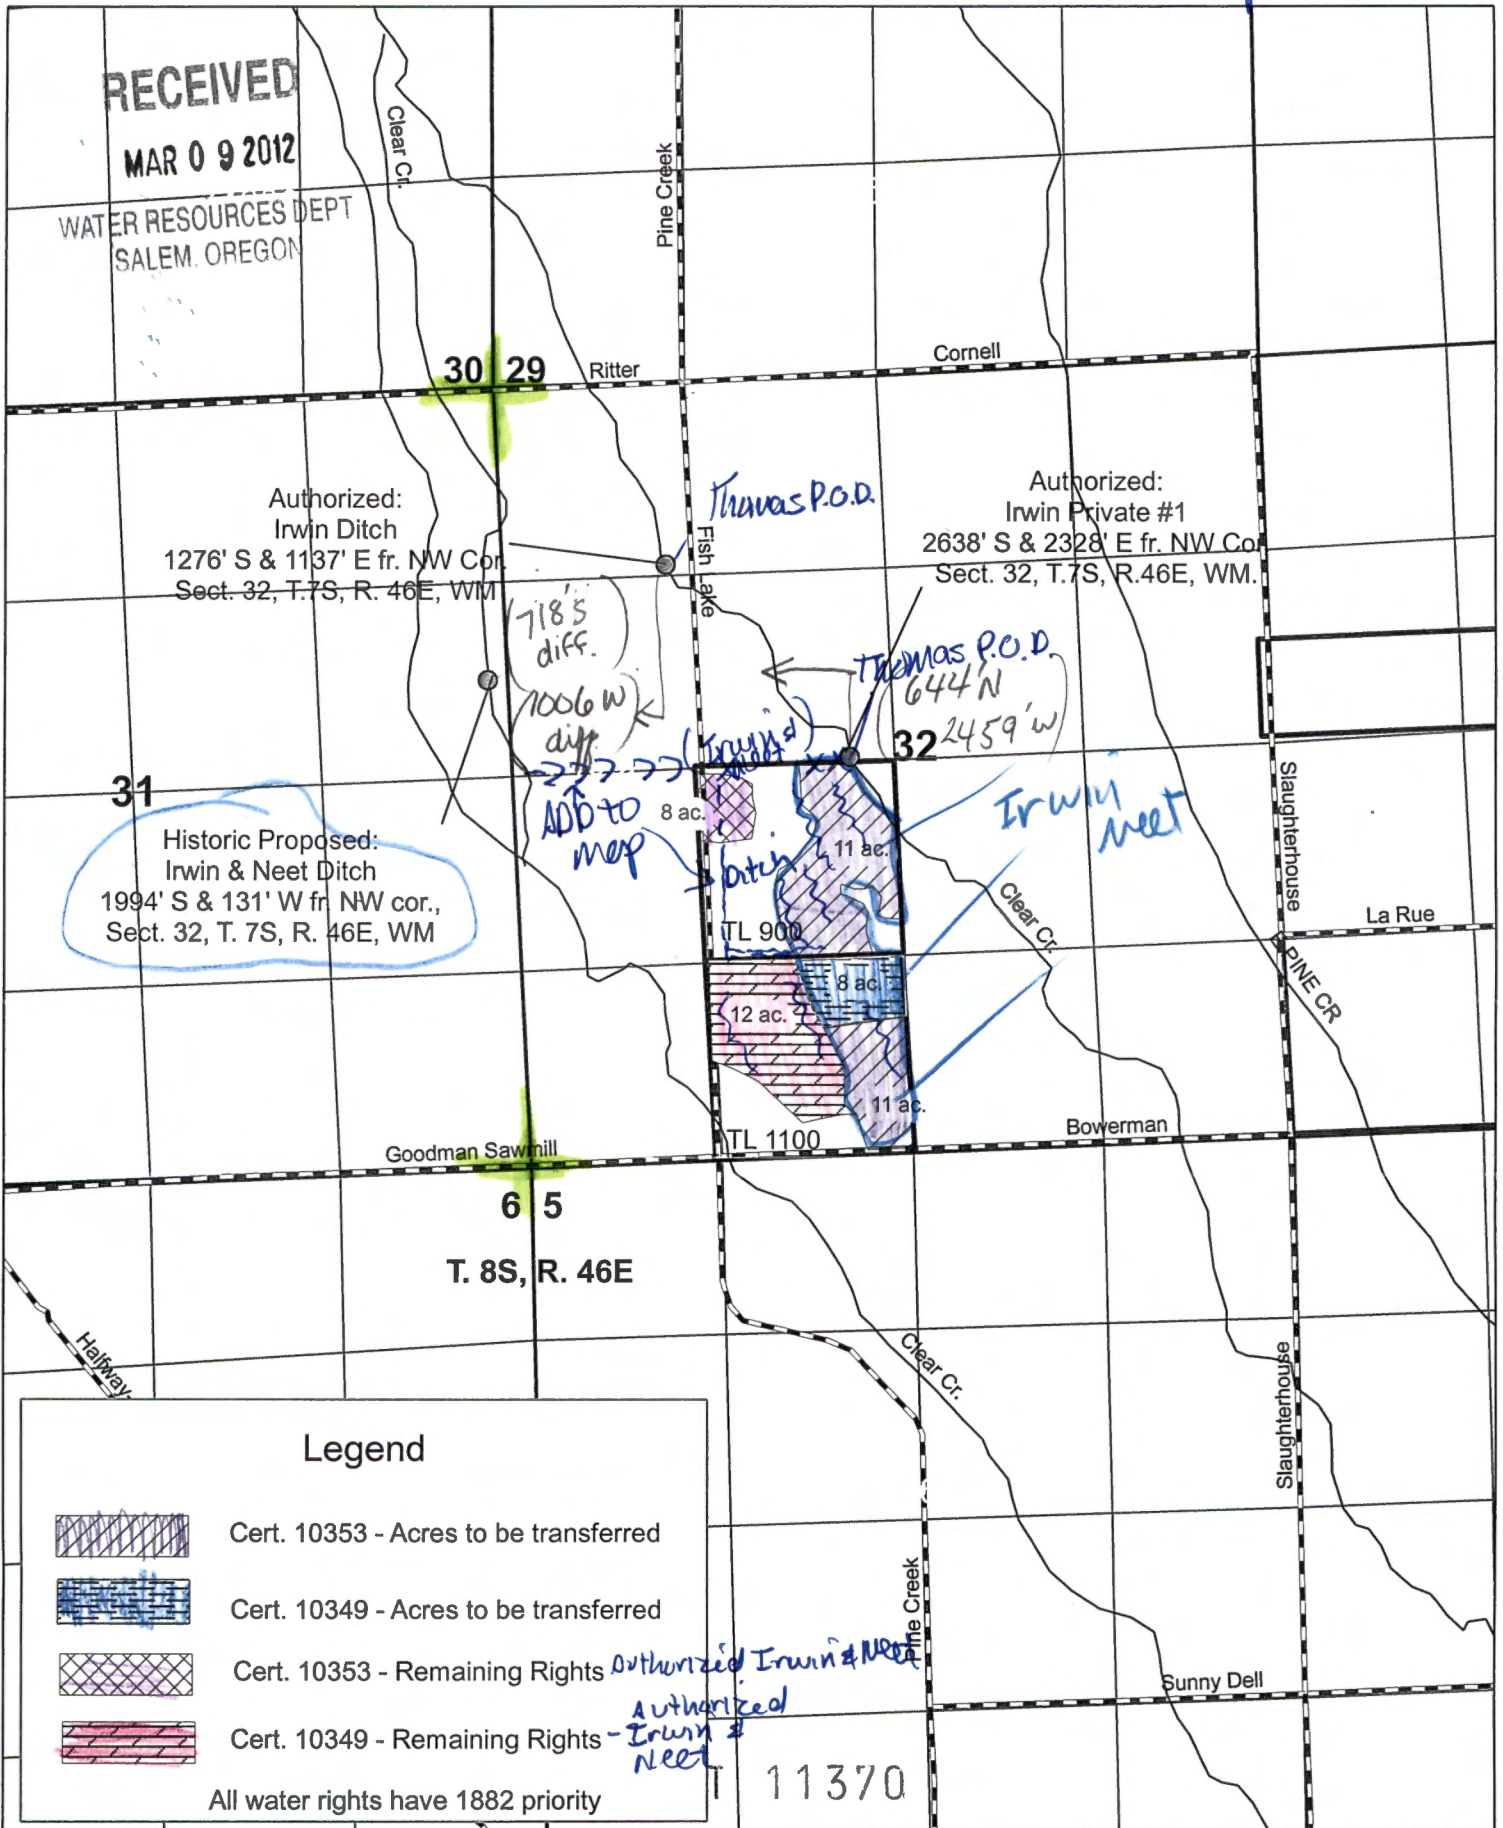 RECEIVED
MAR 09 2012
WATER RESOURCES DEPT
SALEM, OREGON
Clear Cr.
Pine Creek
30 29
Ritter
Cornell
Authorized:
Irwin Ditch
1276' S & 1137' E fr. NW Cor.
Sect. 32, T.7S, R. 46E, WM
Thomas P.O.D.
Fish Lake
Authorized:
Irwin Private #1
2638' S & 2328' E fr. NW Cor
Sect. 32, T.7S, R.46E, WM.
718's
diff.
1006 W
diff.
Thomas P.O.D.
644' N
2459' W
(Irwin &
Neet)
32
31
ADD to
map
8 ac.
Ditch
11 ac.
Irwin
Neet
Historic Proposed:
Irwin & Neet Ditch
1994' S & 131' W fr. NW cor.,
Sect. 32, T. 7S, R. 46E, WM
Slaughterhouse
La Rue
Clear Cr.
PINE CR
TL 900
8 ac.
12 ac.
11 ac.
TL 1100
Bowerman
Goodman Sawmill
6 5
T. 8S, R. 46E
Halfway-
Clear Cr.
Slaughterhouse
Pine Creek
Sunny Dell
Legend
Cert. 10353 - Acres to be transferred
Cert. 10349 - Acres to be transferred
Cert. 10353 - Remaining Rights Authorized Irwin & Neet
Cert. 10349 - Remaining Rights - Authorized
Irwin &
Neet
All water rights have 1882 priority
T 11370